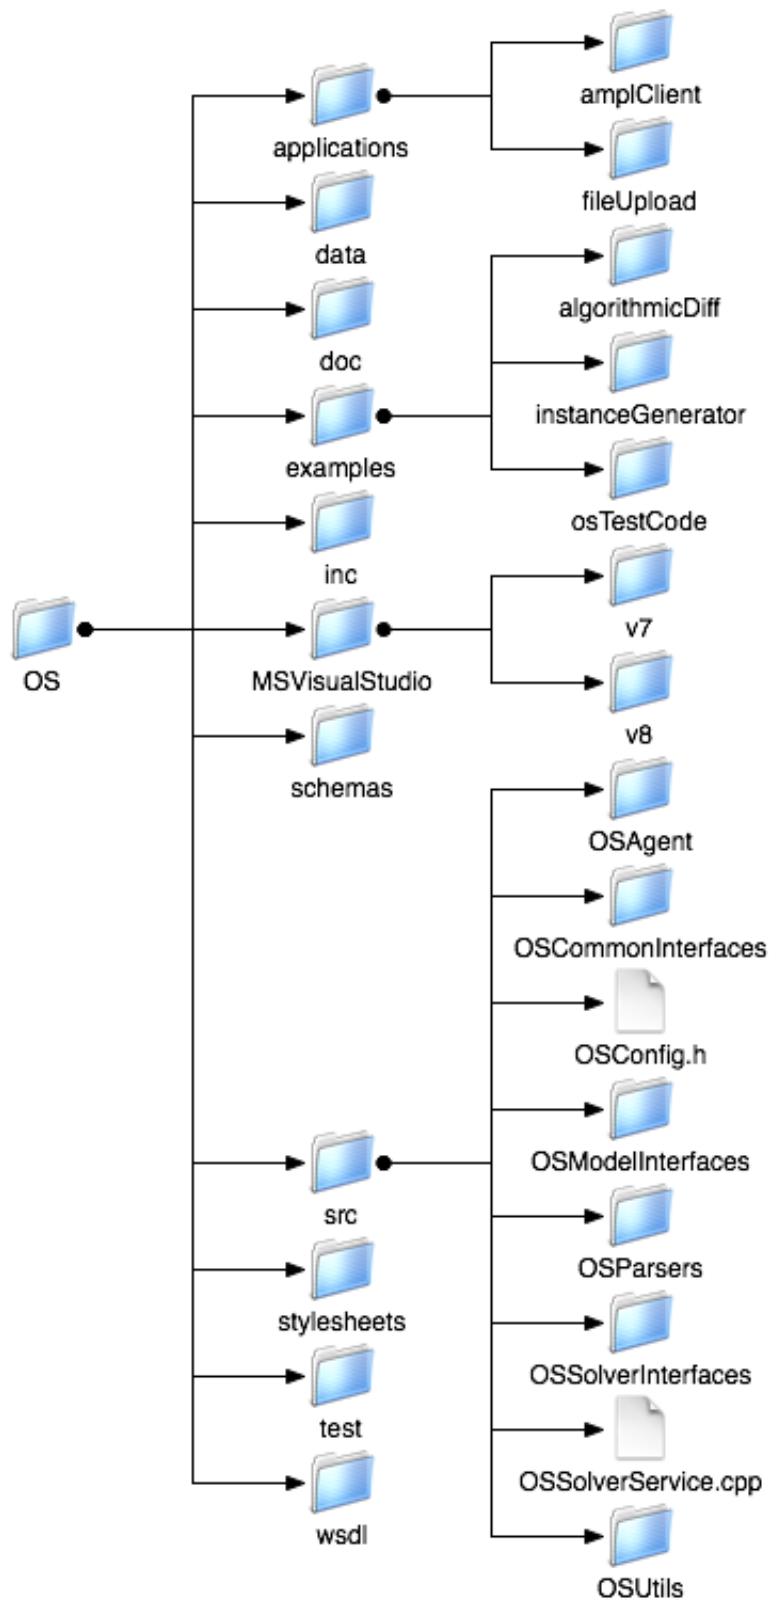 amplClient
applications
fileUpload
data
algorithmicDiff
doc
instanceGenerator
examples
osTestCode
inc
v7
OS
MSVisualStudio
v8
schemas
OSAgent
OSCommonInterfaces
OSConfig.h
OSModelInterfaces
src
OSParsers
stylesheets
OSSolverInterfaces
test
OSSolverService.cpp
wsdl
OSUtils